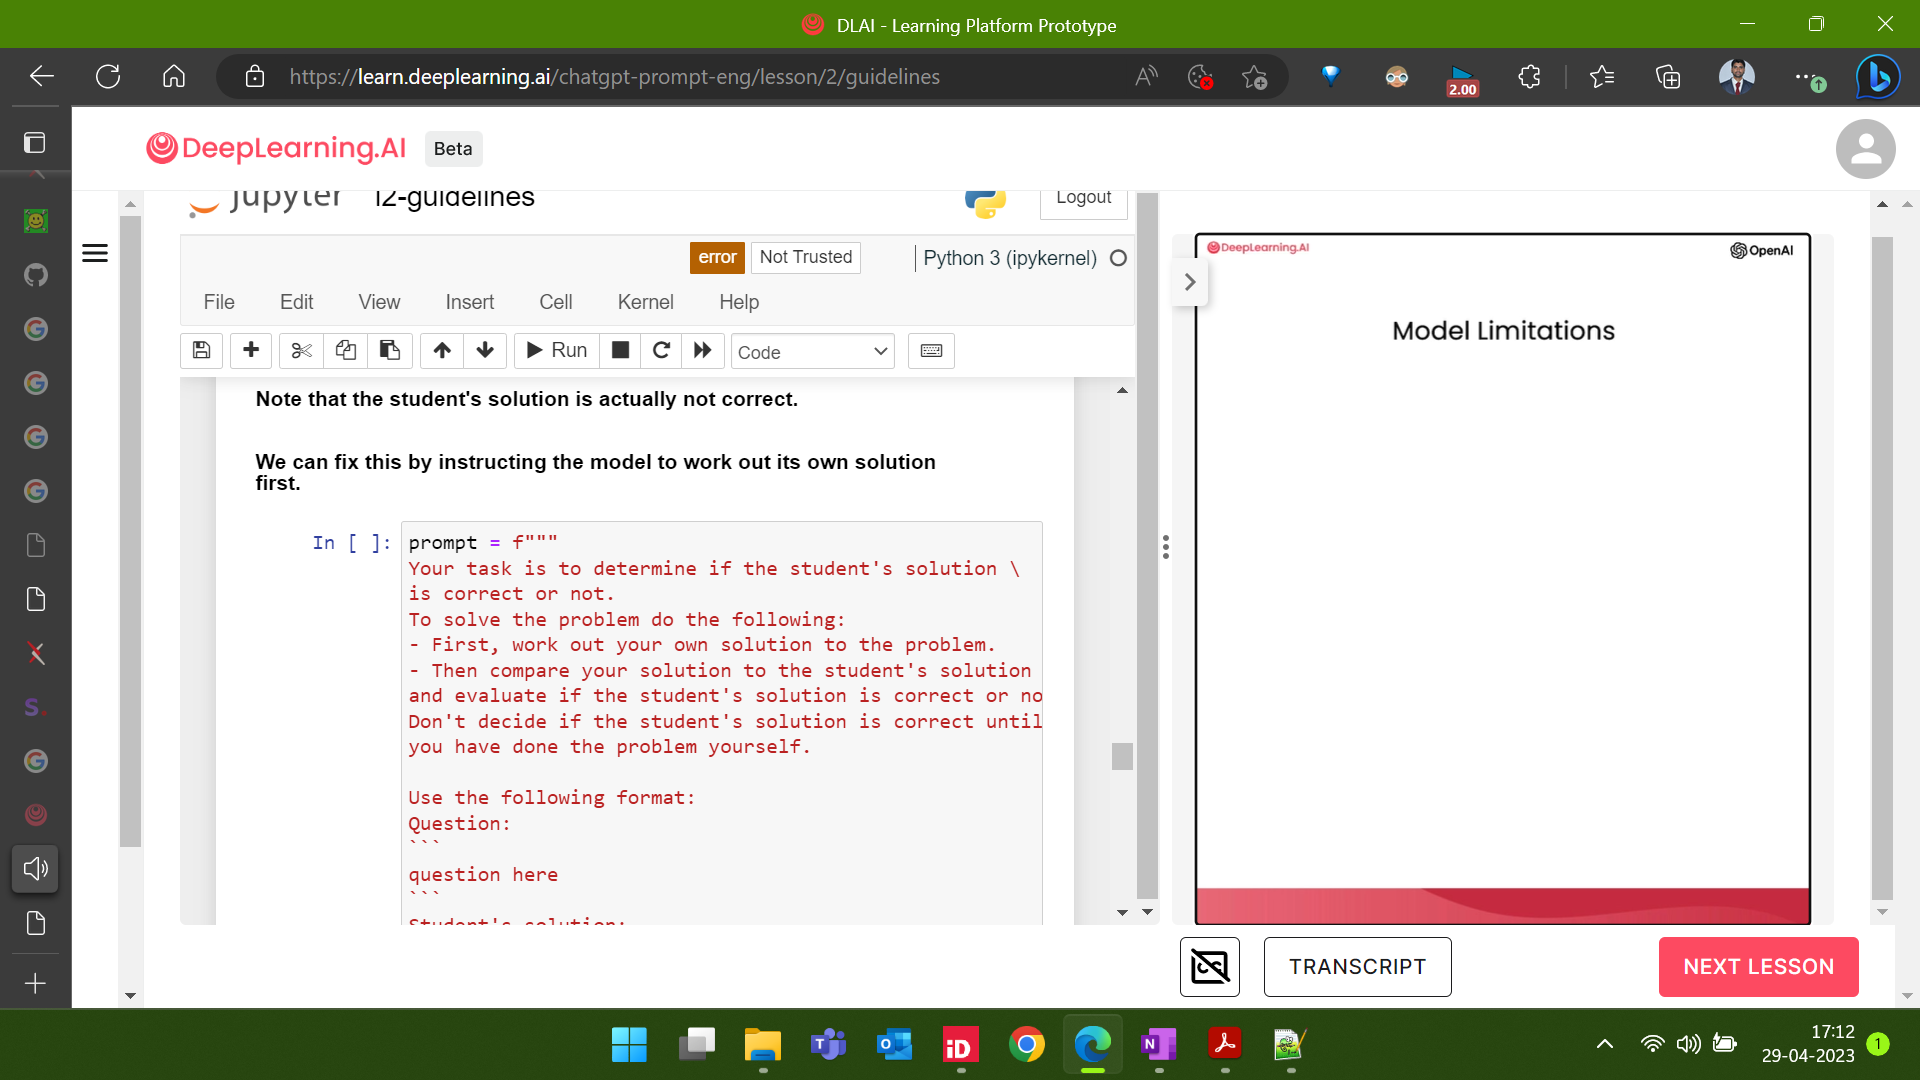 DLAI - Learning Platform Prototype
https://learn.deeplearning.ai/chatgpt-prompt-eng/lesson/2/guidelines
2.00
DeepLearning.AI Beta
jupyter l2-guidelines
Logout
error Not Trusted Python 3 (ipykernel)
File Edit View Insert Cell Kernel Help
Run Code
Note that the student's solution is actually not correct.
We can fix this by instructing the model to work out its own solution
first.
In [ ]: prompt = f"""
Your task is to determine if the student's solution \
is correct or not.
To solve the problem do the following:
- First, work out your own solution to the problem.
- Then compare your solution to the student's solution
and evaluate if the student's solution is correct or no
Don't decide if the student's solution is correct until
you have done the problem yourself.
Use the following format:
Question:
```
question here
```
Student's solution:
DeepLearning.AI OpenAI
Model Limitations
CC
TRANSCRIPT
NEXT LESSON
S.
iD
17:12
29-04-2023
1